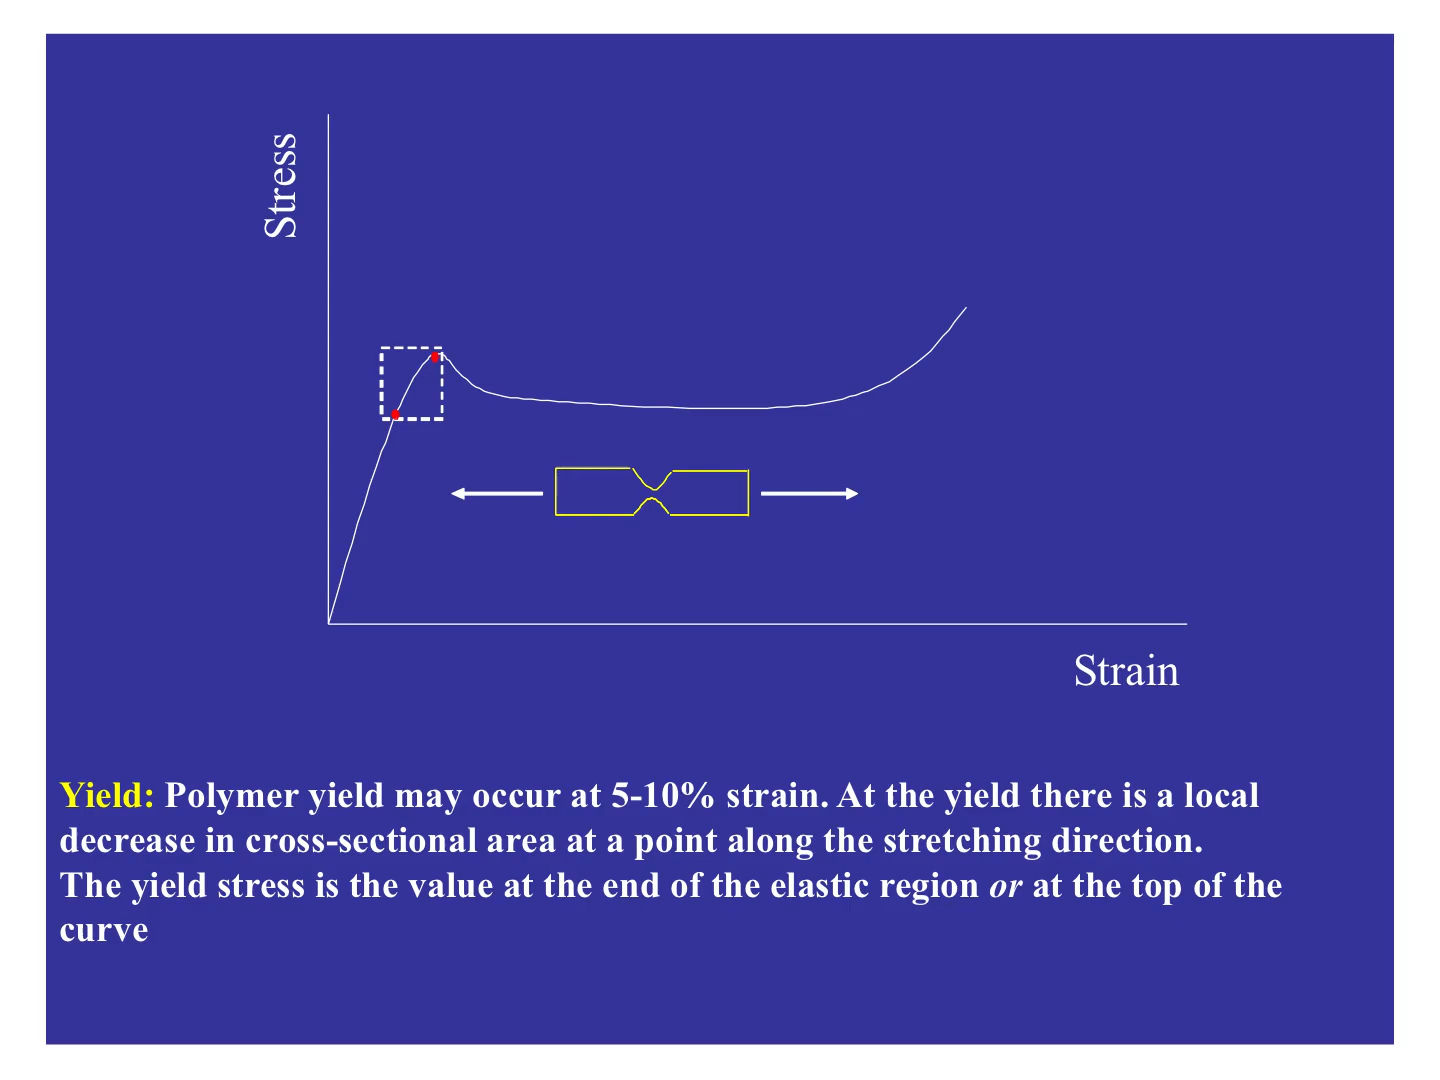 Stress
Strain
Yield: Polymer yield may occur at 5-10% strain. At the yield there is a local
decrease in cross-sectional area at a point along the stretching direction.
The yield stress is the value at the end of the elastic region or at the top of the
curve